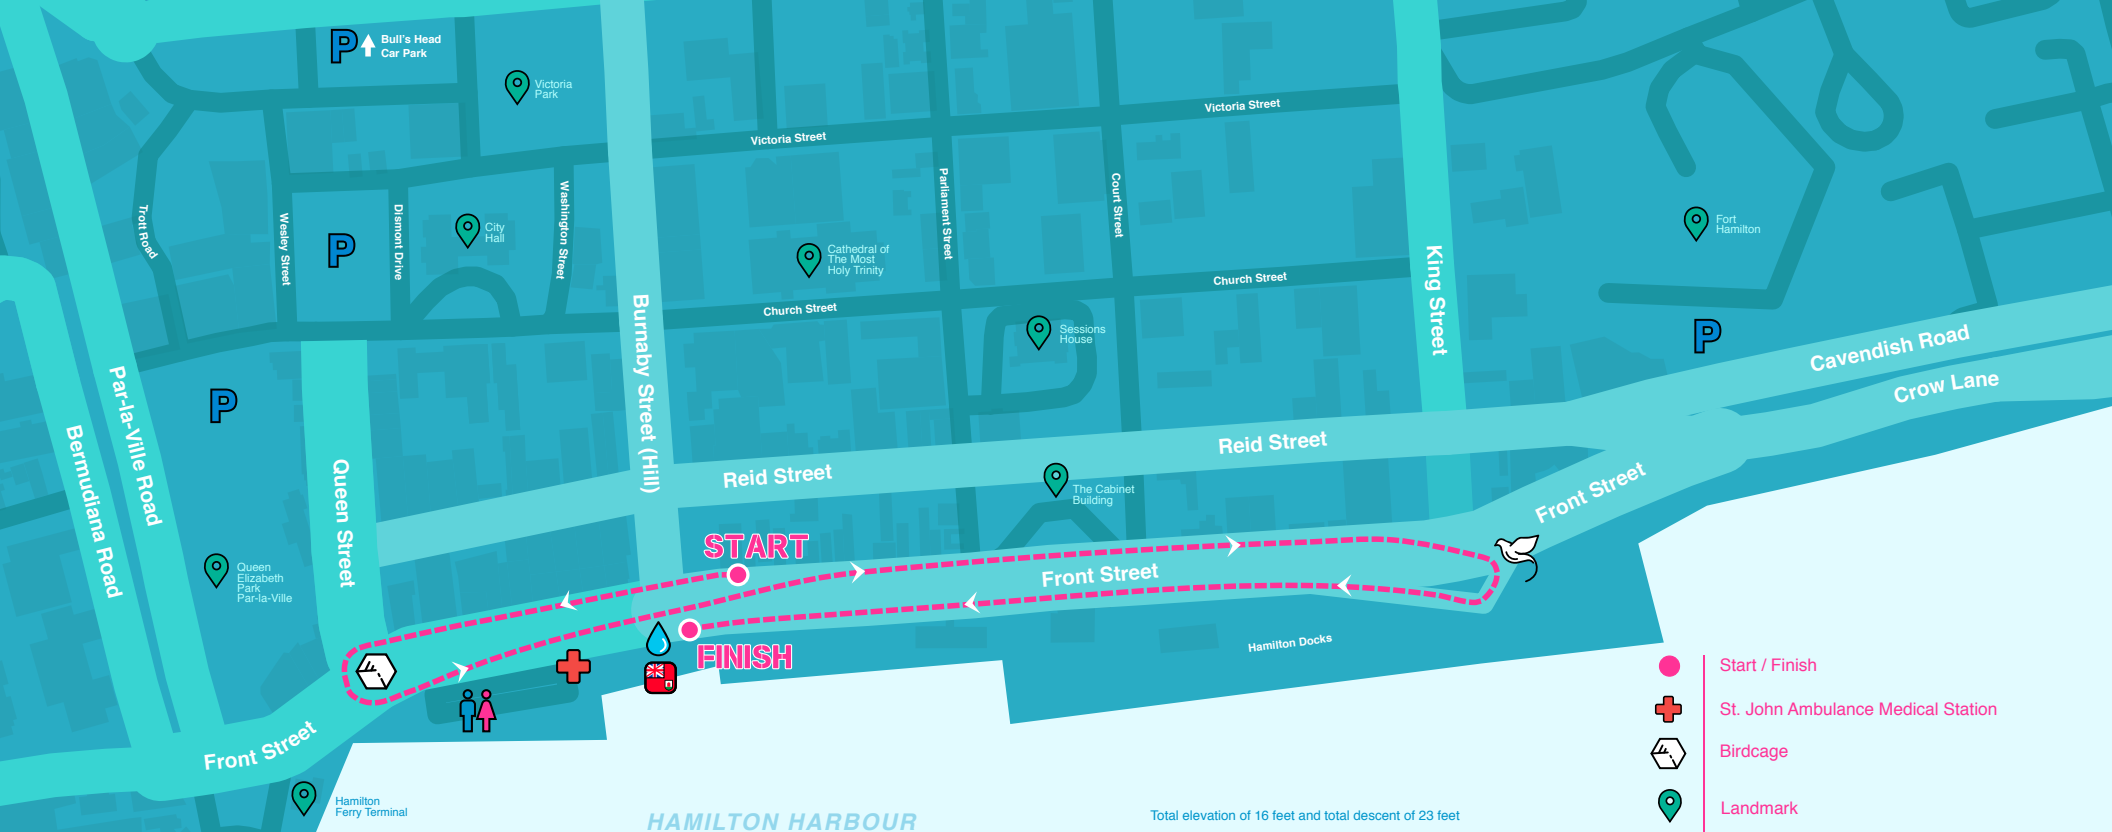 P
Bull's Head
Car Park
Victoria
Park
Victoria Street
Victoria Street
Trott Road
Wesley Street
P
Dismont Drive
City
Hall
Washington Street
Cathedral of
The Most
Holy Trinity
Parliament Street
Court Street
Fort
Hamilton
Church Street
Church Street
Burnaby Street (Hill)
King Street
Sessions
House
P
Cavendish Road
Crow Lane
P
Par-la-Ville Road
Bermudiana Road
Queen Street
Reid Street
Reid Street
The Cabinet
Building
Front Street
START
Front Street
Queen
Elizabeth
Park
Par-la-Ville
FINISH
Hamilton Docks
Front Street
Hamilton
Ferry Terminal
HAMILTON HARBOUR
Total elevation of 16 feet and total descent of 23 feet
Start / Finish
St. John Ambulance Medical Station
Birdcage
Landmark